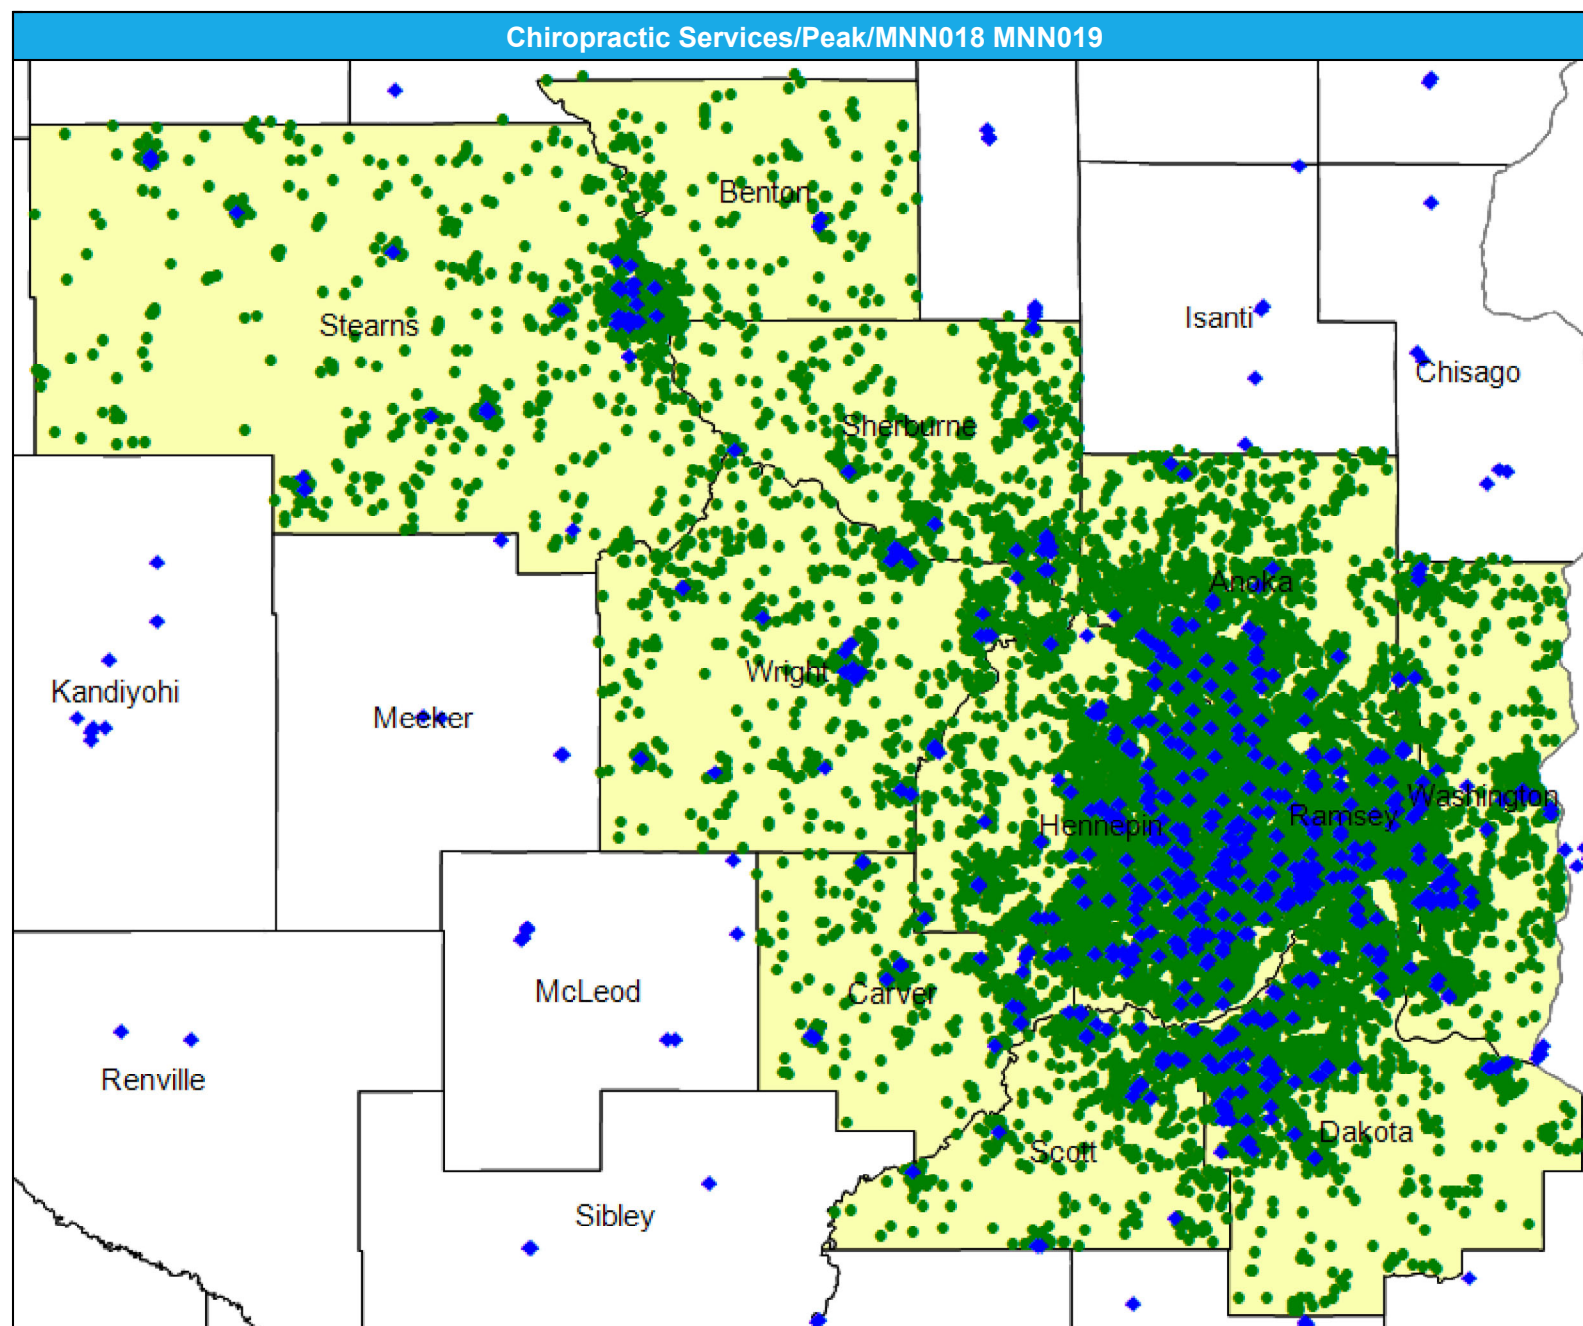 Chiropractic Services/Peak/MNN018 MNN019
Benton
Stearns
Isanti
Chisago
Sherburne
Anoka
Wright
Kandiyohi
Meeker
Washington
Ramsey
Hennepin
McLeod
Carver
Renville
Dakota
Scott
Sibley